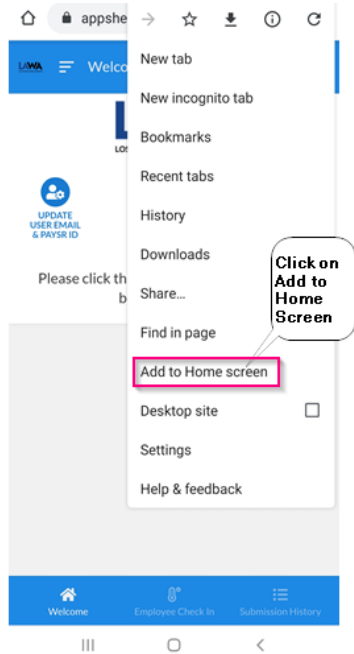 appshe
LAWA
Welco
New tab
New incognito tab
Bookmarks
Recent tabs
History
Downloads
Share...
Find in page
Add to Home screen
Desktop site
Settings
Help & feedback
Click on
Add to
Home
Screen
L
LOS
UPDATE
USER EMAIL
& PAYSR ID
Please click th
b
Welcome
Employee Check In
Submission History